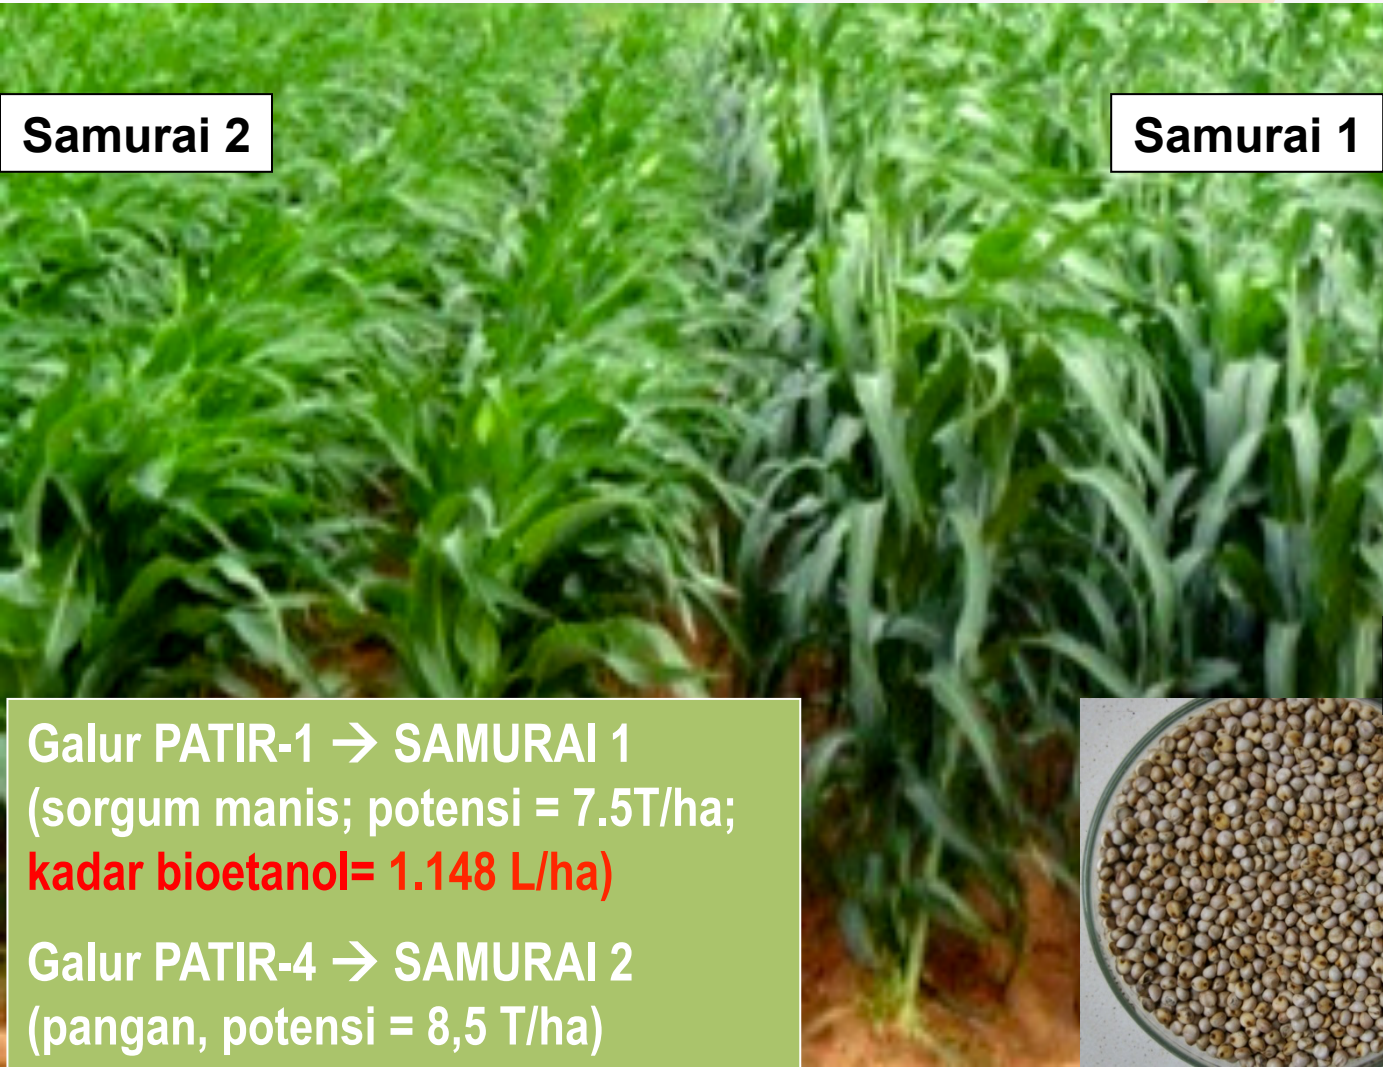 Samurai 2
Samurai 1
Galur PATIR-1 → SAMURAI 1
(sorgum manis; potensi = 7.5T/ha;
kadar bioetanol= 1.148 L/ha)
Galur PATIR-4 → SAMURAI 2
(pangan, potensi = 8,5 T/ha)